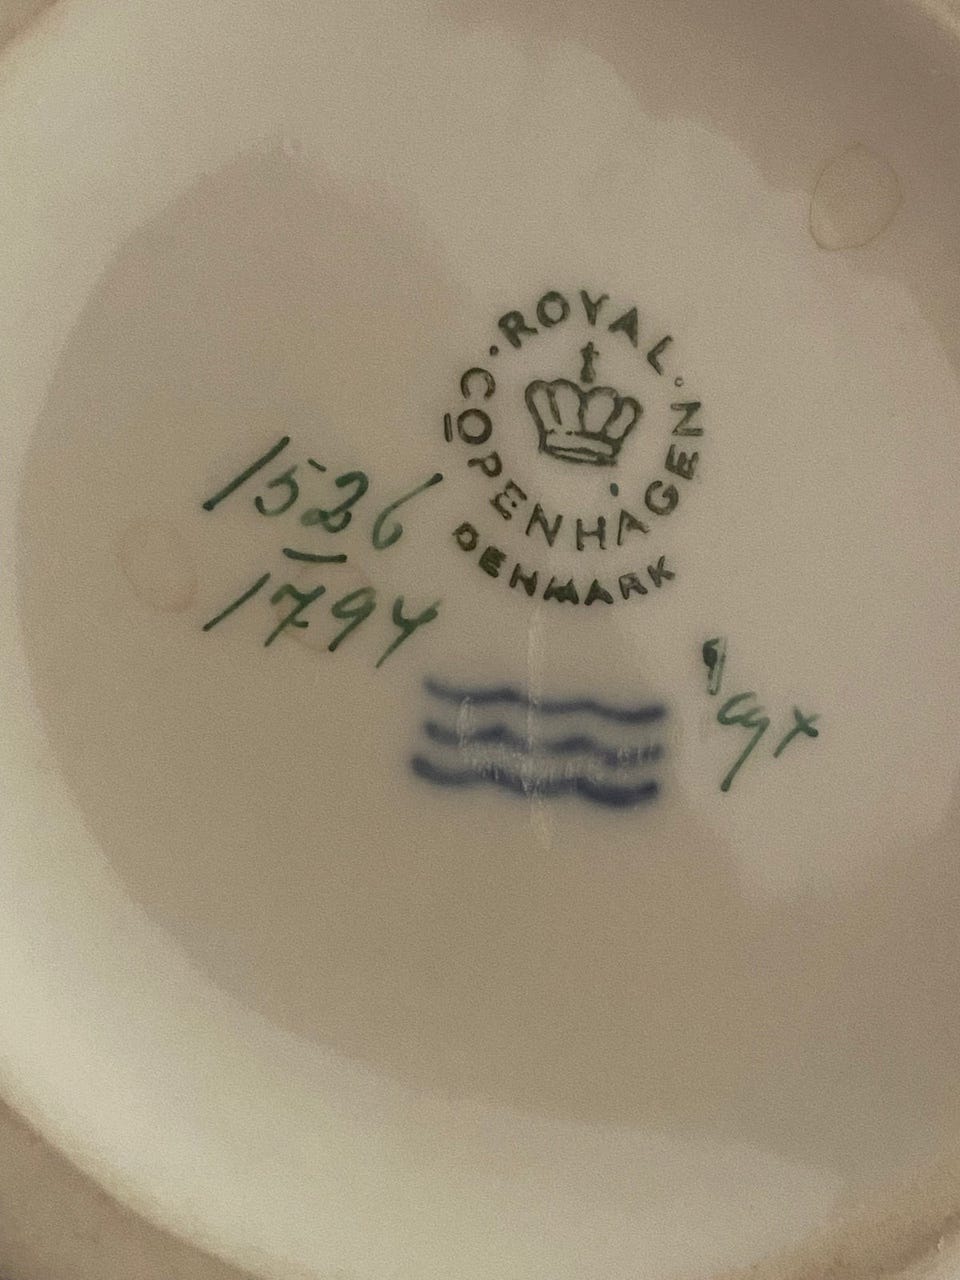 ROYAL
COPENHAGEN
DENMARK
1526
1794